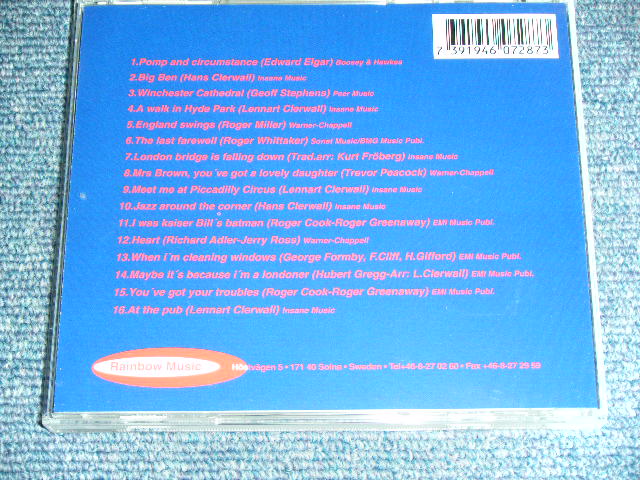 7 391946 072873
1.Pomp and circumstance (Edward Elgar) Boosey & Hawkes
2.Big Ben (Hans Clerwall) Insane Music
3.Winchester Cathedral (Geoff Stephens) Peer Music
4.A walk in Hyde Park (Lennart Clerwall) Insane Music
5.England swings (Roger Miller) Warner-Chappell
6.The last farewell (Roger Whittaker) Sonet Music/BMG Music Publ.
7.London bridge is falling down (Trad.arr: Kurt Fröberg) Insane Music
8.Mrs Brown, you´ve got a lovely daughter (Trevor Peacock) Warner-Chappell
9.Meet me at Piccadilly Circus (Lennart Clerwall) Insane Music
10.Jazz around the corner (Hans Clerwall) Insane Music
11.I was kaiser Bill´s batman (Roger Cook-Roger Greenaway) EMI Music Publ.
12.Heart (Richard Adler-Jerry Ross) Warner-Chappell
13.When i´m cleaning windows (George Formby, F.Cliff, H.Gifford) EMI Music Publ.
14.Maybe it´s because i´m a londoner (Hubert Gregg-Arr: L.Clerwall) EMI Music Publ.
15.You´ve got your troubles (Roger Cook-Roger Greenaway) EMI Music Publ.
16.At the pub (Lennart Clerwall) Insane Music
Rainbow Music Höstvägen 5 • 171 40 Solna • Sweden • Tel+46-8-27 02 60 • Fax +46-8-27 29 59